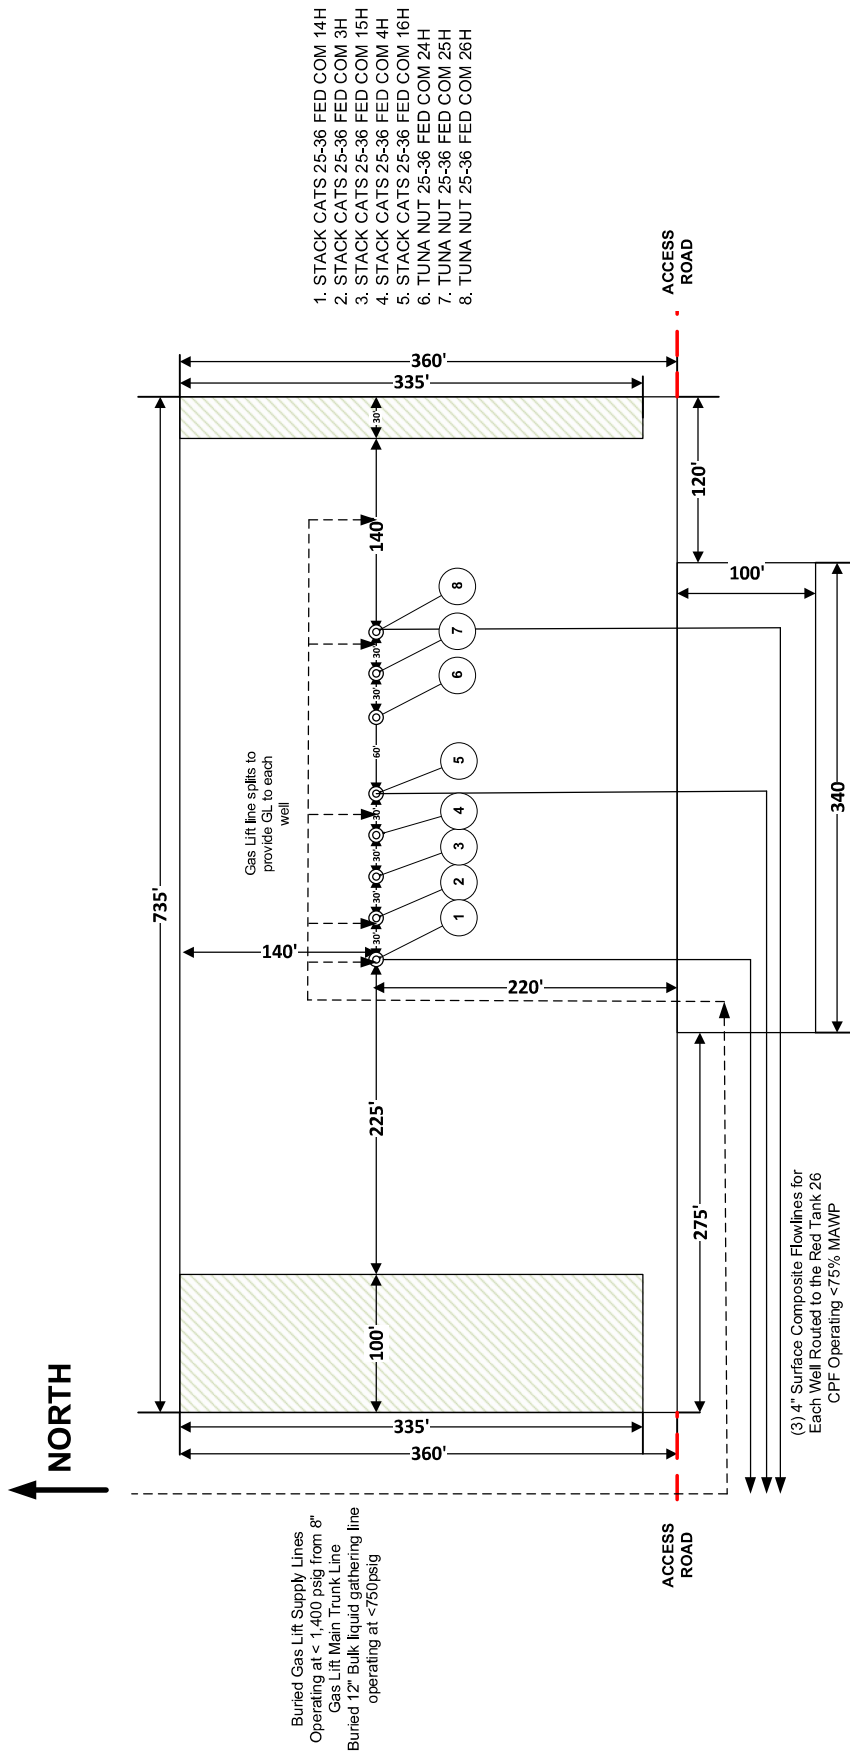 NORTH
Buried Gas Lift Supply Lines
Operating at < 1,400 psig from 8"
Gas Lift Main Trunk Line
Buried 12" Bulk liquid gathering line
operating at <750psig
ACCESS
ROAD
360'
335'
100'
735'
225'
140'
220'
Gas Lift line splits to
provide GL to each
well
30'
30'
30'
30'
60'
30'
30'
140'
30'
1
2
3
4
5
6
7
8
335'
360'
275'
340
100'
120'
(3) 4" Surface Composite Flowlines for
Each Well Routed to the Red Tank 26
CPF Operating <75% MAWP
ACCESS
ROAD
1. STACK CATS 25-36 FED COM 14H
2. STACK CATS 25-36 FED COM 3H
3. STACK CATS 25-36 FED COM 15H
4. STACK CATS 25-36 FED COM 4H
5. STACK CATS 25-36 FED COM 16H
6. TUNA NUT 25-36 FED COM 24H
7. TUNA NUT 25-36 FED COM 25H
8. TUNA NUT 25-36 FED COM 26H